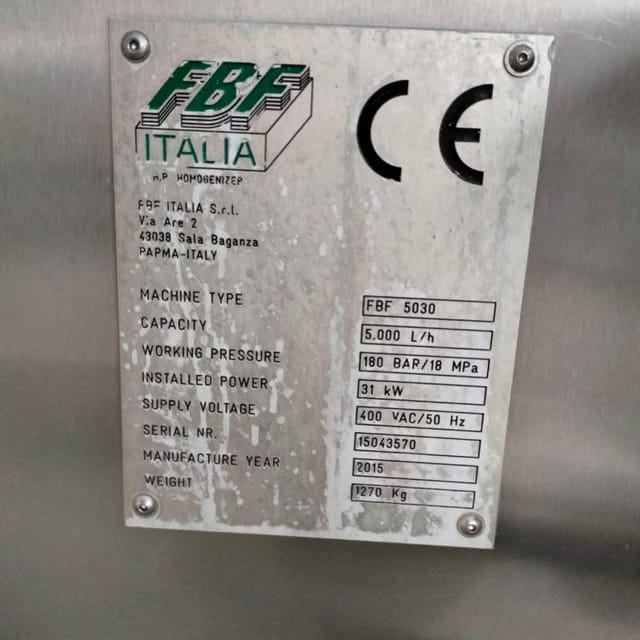 FBF
ITALIA
H.P HOMOGENIZER
CE
FBF ITALIA S.r.l.
Via Are 2
43038 Sala Baganza
PARMA-ITALY
MACHINE TYPE FBF 5030
CAPACITY 5.000 L/h
WORKING PRESSURE 180 BAR/18 MPa
INSTALLED POWER 31 kW
SUPPLY VOLTAGE 400 VAC/50 Hz
SERIAL NR. 15043570
MANUFACTURE YEAR 2015
WEIGHT 1270 Kg